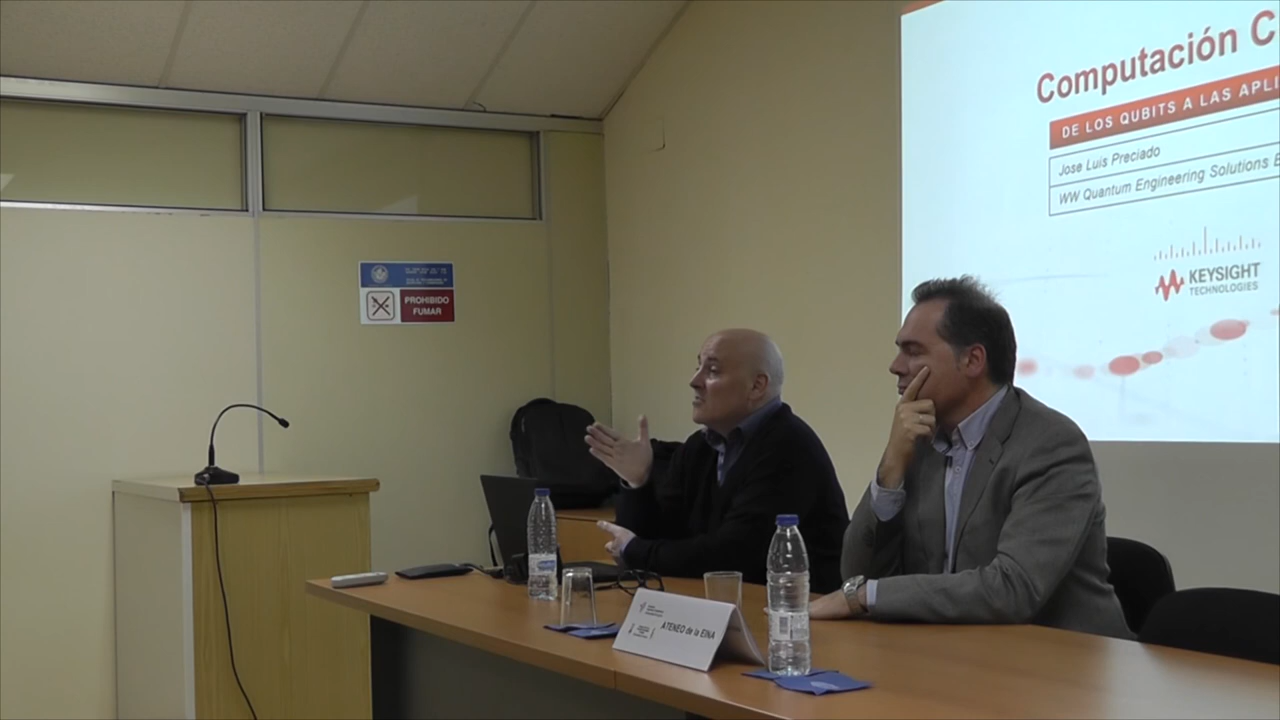 Computación C
DE LOS QUBITS A LAS APLI
Jose Luis Preciado
WW Quantum Engineering Solutions E
KEYSIGHT
TECHNOLOGIES
PROHIBIDO
FUMAR
ATENEO de la EINA